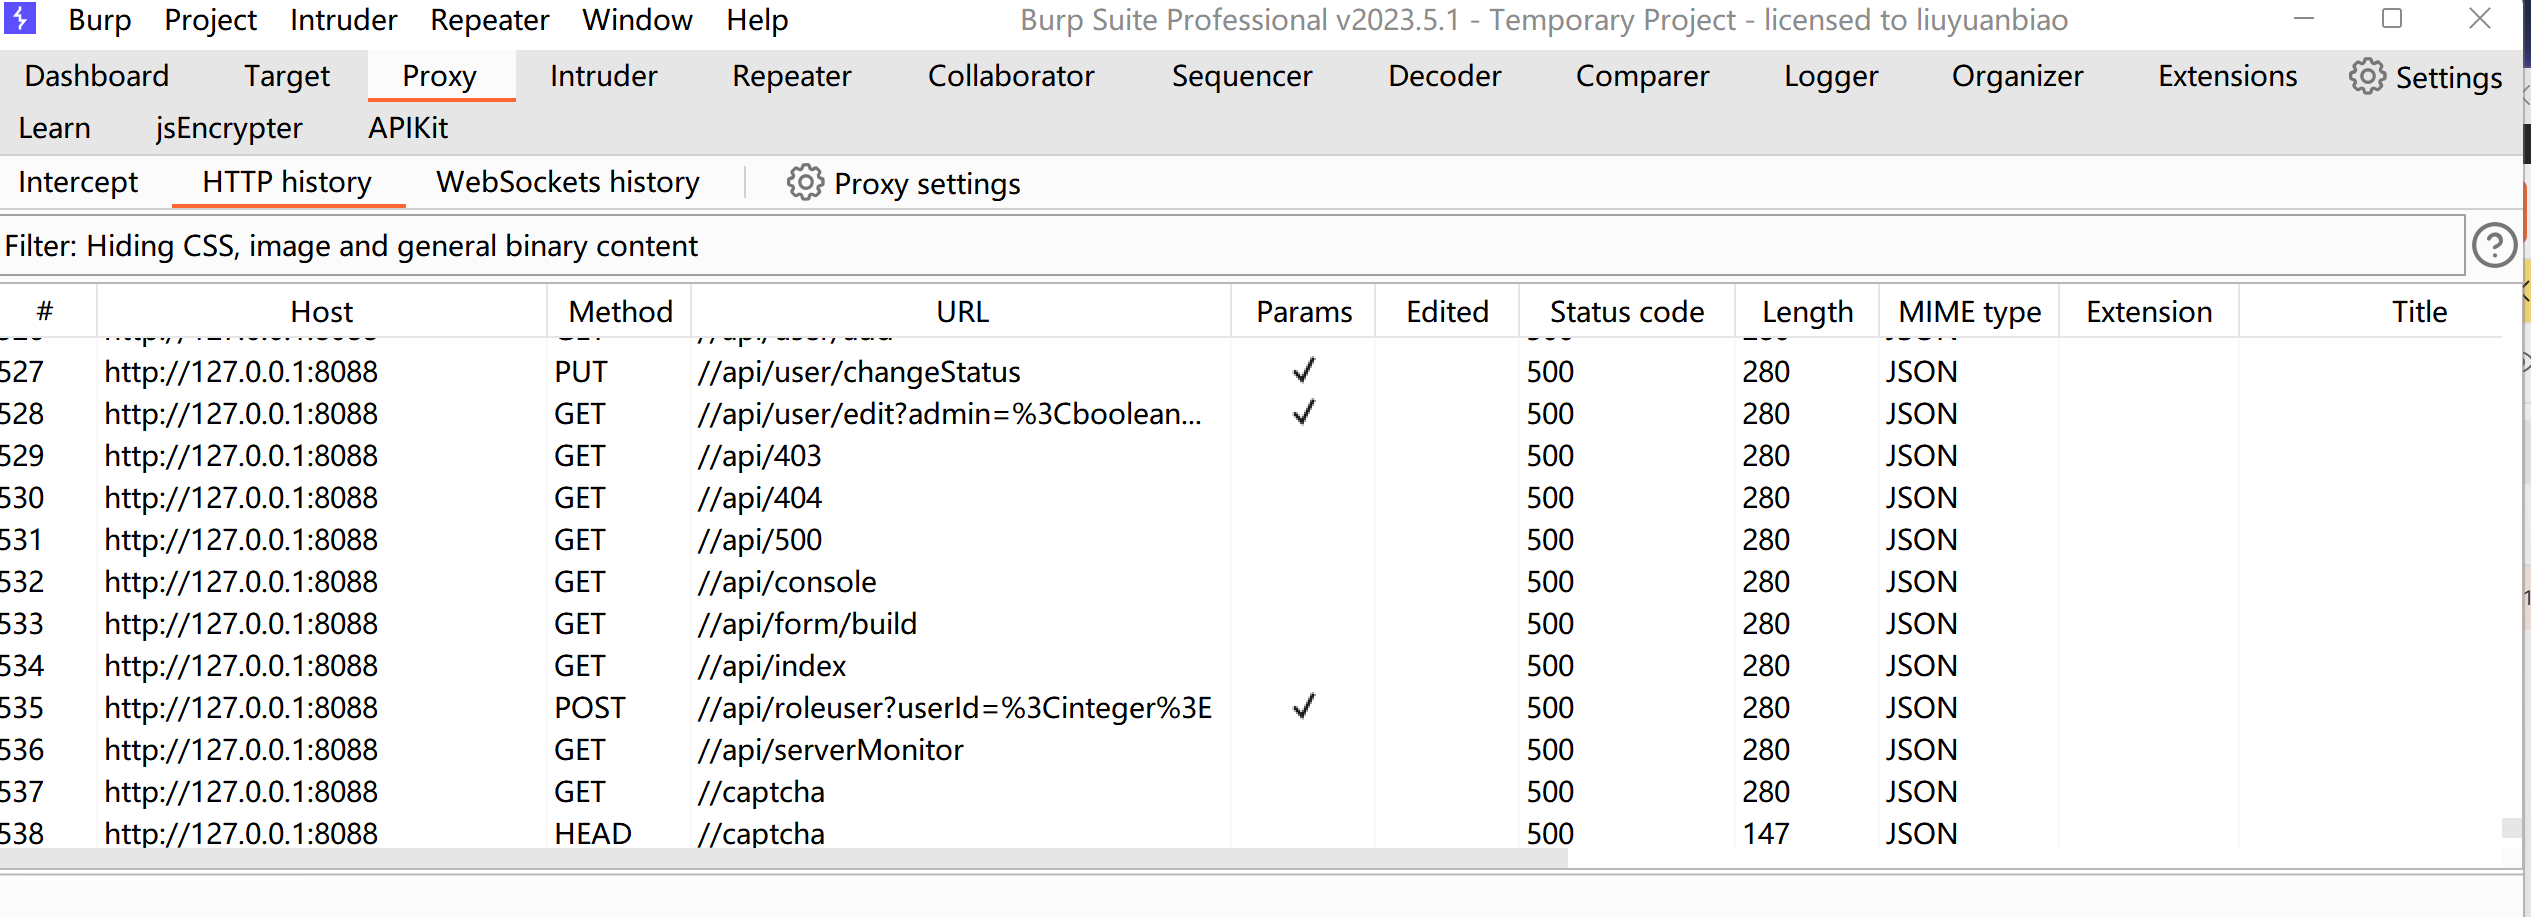 Burp Project Intruder Repeater Window Help Burp Suite Professional v2023.5.1 - Temporary Project - licensed to liuyuanbiao
Dashboard Target Proxy Intruder Repeater Collaborator Sequencer Decoder Comparer Logger Organizer Extensions Settings
Learn jsEncrypter APIKit
Intercept HTTP history WebSockets history Proxy settings
Filter: Hiding CSS, image and general binary content
# Host Method URL Params Edited Status code Length MIME type Extension Title
527 http://127.0.0.1:8088 PUT //api/user/changeStatus ✓ 500 280 JSON
528 http://127.0.0.1:8088 GET //api/user/edit?admin=%3Cboolean... ✓ 500 280 JSON
529 http://127.0.0.1:8088 GET //api/403 500 280 JSON
530 http://127.0.0.1:8088 GET //api/404 500 280 JSON
531 http://127.0.0.1:8088 GET //api/500 500 280 JSON
532 http://127.0.0.1:8088 GET //api/console 500 280 JSON
533 http://127.0.0.1:8088 GET //api/form/build 500 280 JSON
534 http://127.0.0.1:8088 GET //api/index 500 280 JSON
535 http://127.0.0.1:8088 POST //api/roleuser?userId=%3Cinteger%3E ✓ 500 280 JSON
536 http://127.0.0.1:8088 GET //api/serverMonitor 500 280 JSON
537 http://127.0.0.1:8088 GET //captcha 500 280 JSON
538 http://127.0.0.1:8088 HEAD //captcha 500 147 JSON